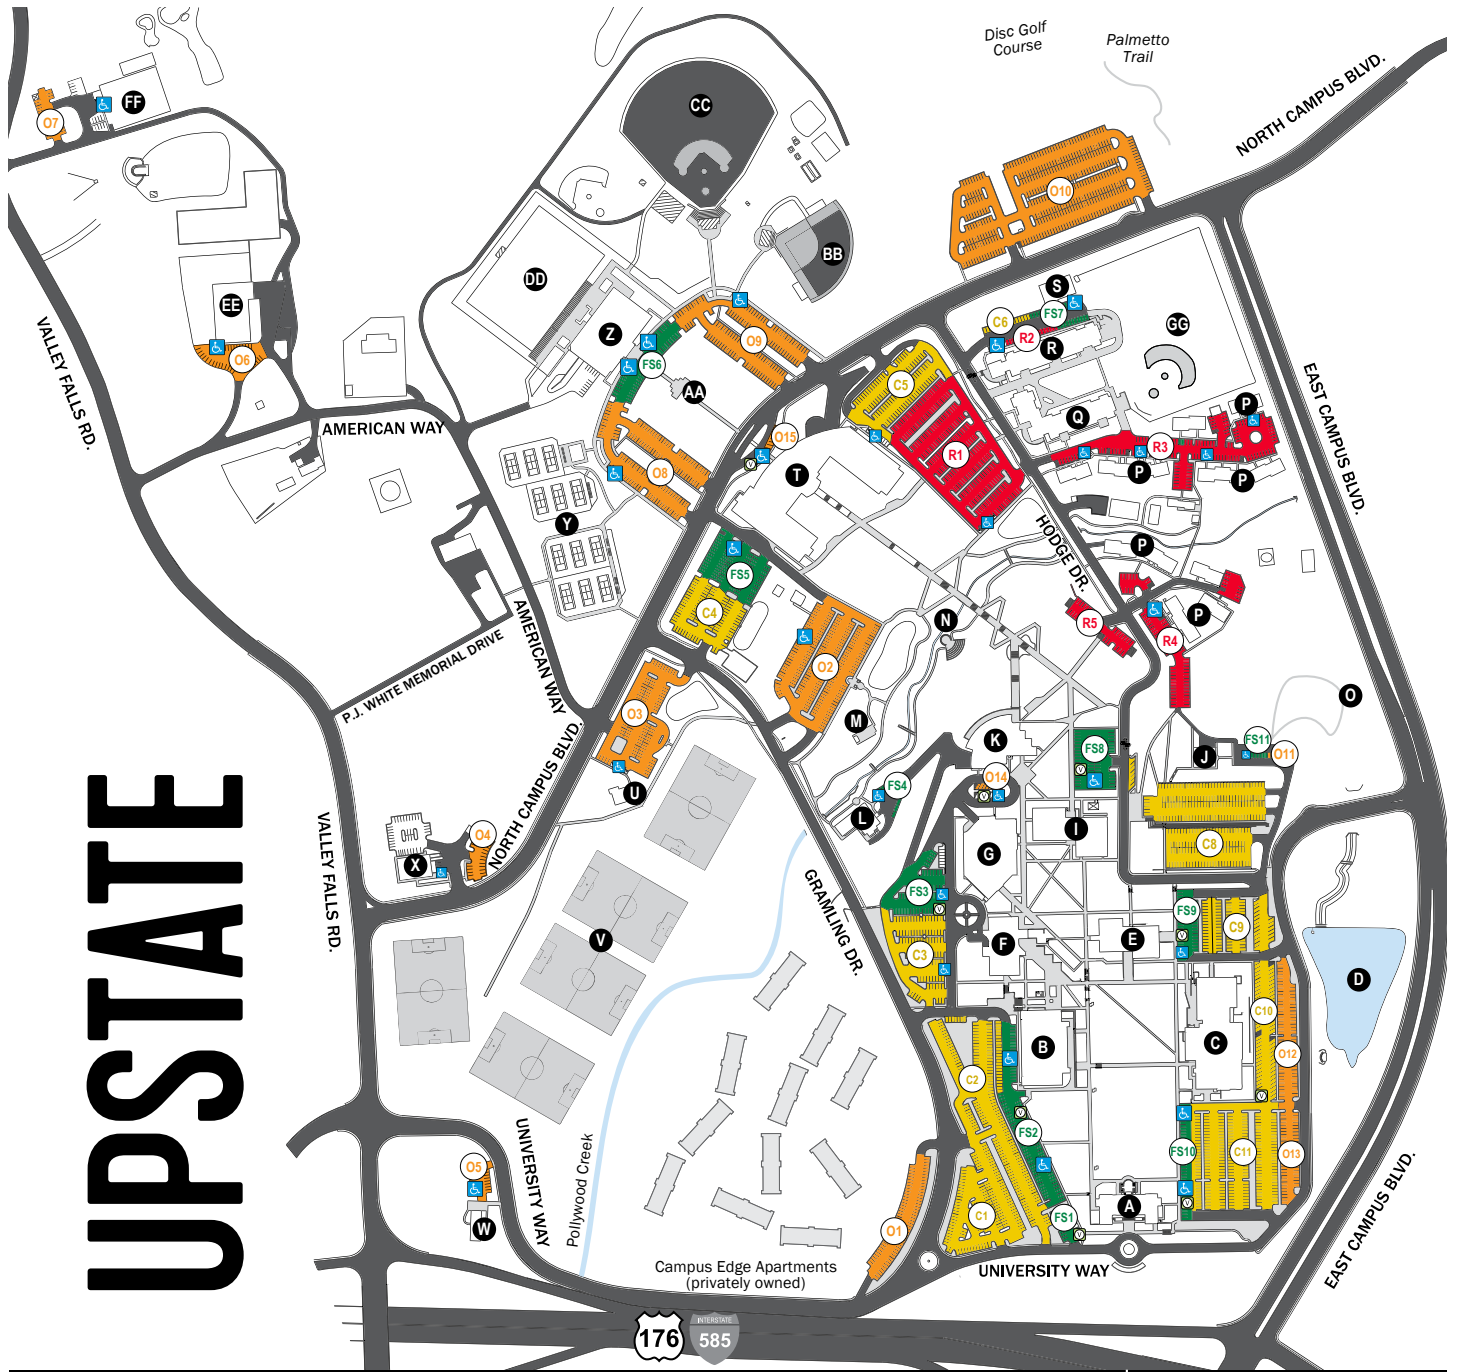 Disc Golf
Course
Palmetto
Trail
NORTH CAMPUS BLVD.
CC
FF
O7
O10
BB
DD
S
EE
C6
FS7
GG
R2
R
Z
O9
O6
FS6
VALLEY FALLS RD.
C5
AA
EAST CAMPUS BLVD.
P
Q
AMERICAN WAY
O15
V
R3
R1
O8
T
P
P
Y
HODGE DR.
P
FS5
AMERICAN WAY
C4
N
P
R5
R4
P.J. WHITE MEMORIAL DRIVE
O2
O
O3
M
K
FS8
FS11
O11
J
V
O14
V
FS4
U
NORTH CAMPUS BLVD.
L
I
O4
X
G
C8
UPSTATE
VALLEY FALLS RD.
GRAMLING DR.
FS3
V
FS9
C9
V
E
F
V
C3
D
C10
B
C
O12
C2
V
V
FS2
UNIVERSITY WAY
Pollywood Creek
FS10
C11
O13
O5
V
A
W
C1
FS1
O1
V
EAST CAMPUS BLVD.
Campus Edge Apartments
(privately owned)
UNIVERSITY WAY
176
INTERSTATE
585